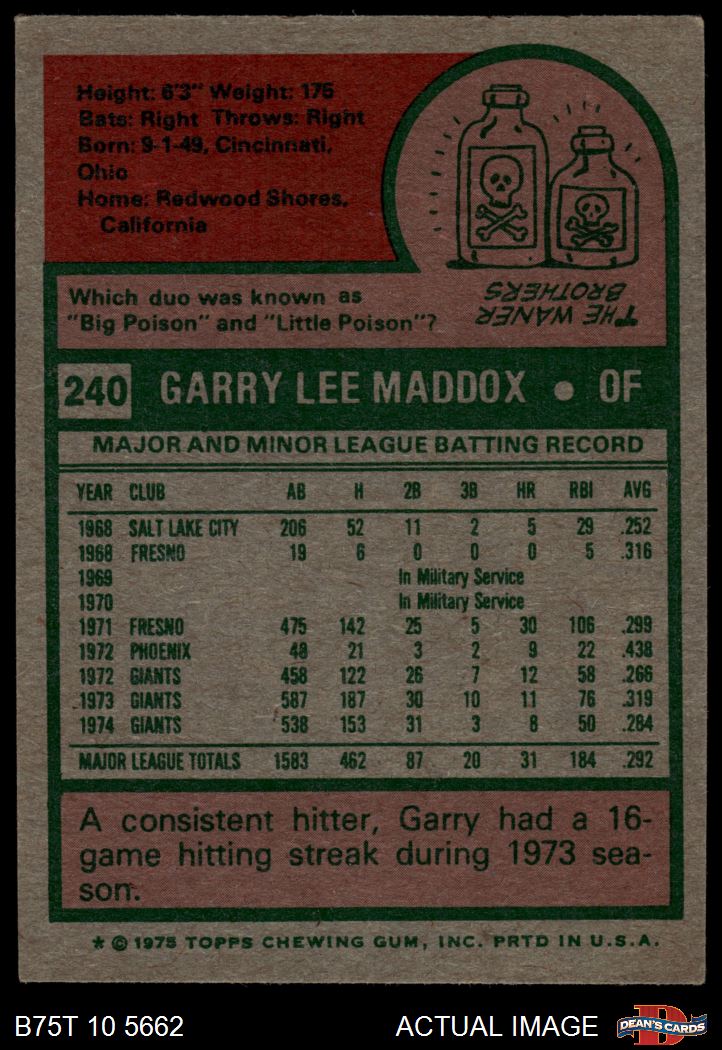 Height: 6'3" Weight: 175
Bats: Right Throws: Right
Born: 9-1-49, Cincinnati,
Ohio
Home: Redwood Shores,
California
Which duo was known as
"Big Poison" and "Little Poison"?
THE WANER
BROTHERS
240 GARRY LEE MADDOX • OF
MAJOR AND MINOR LEAGUE BATTING RECORD
YEAR CLUB AB H 2B 3B HR RBI AVG
1968 SALT LAKE CITY 206 52 11 2 5 29 .252
1968 FRESNO 19 6 0 0 0 5 .316
1969 In Military Service
1970 In Military Service
1971 FRESNO 475 142 25 5 30 106 .299
1972 PHOENIX 48 21 3 2 9 22 .438
1972 GIANTS 458 122 26 7 12 58 .266
1973 GIANTS 587 187 30 10 11 76 .319
1974 GIANTS 538 153 31 3 8 50 .284
MAJOR LEAGUE TOTALS 1583 462 87 20 31 184 .292
A consistent hitter, Garry had a 16-
game hitting streak during 1973 sea-
son.
* © 1975 TOPPS CHEWING GUM, INC. PRTD IN U.S.A.
B75T 10 5662 ACTUAL IMAGE DEAN'S CARDS